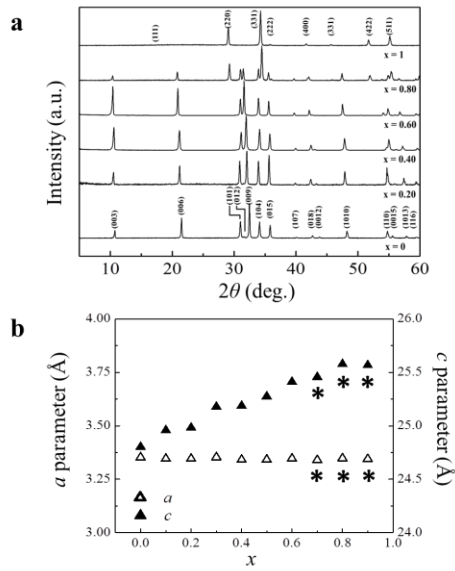 a
(111)
(220)
(331)
(222)
(400)
(331)
(422)
(511)
x = 1
x = 0.80
x = 0.60
x = 0.40
x = 0.20
(003)
(006)
(101)
(012)
(009)
(104)
(015)
(107)
(018)
(0012)
(1010)
(110)
(0015)
(1013)
(116)
x = 0
Intensity (a.u.)
10 20 30 40 50 60
2θ (deg.)
b
4.00 26.0
3.75 25.5
3.50 25.0
3.25 24.5
3.00 24.0
a parameter (Å)
c parameter (Å)
a
c
0.0 0.2 0.4 0.6 0.8 1.0
x